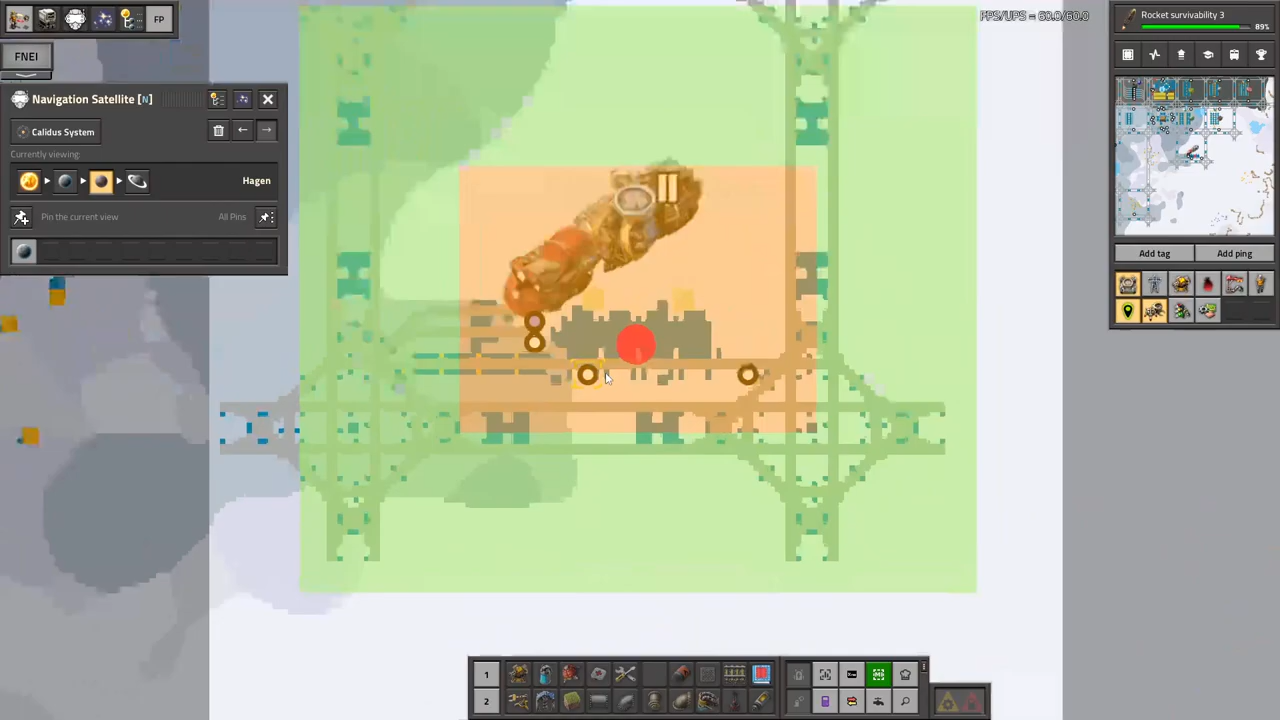 FP
FPS/UPS = 60.0/60.0
Rocket survivability 3
89%
FNEI
Navigation Satellite [N]
Calidus System
Currently viewing:
Hagen
Pin the current view
All Pins
Add tag
Add ping
1
2